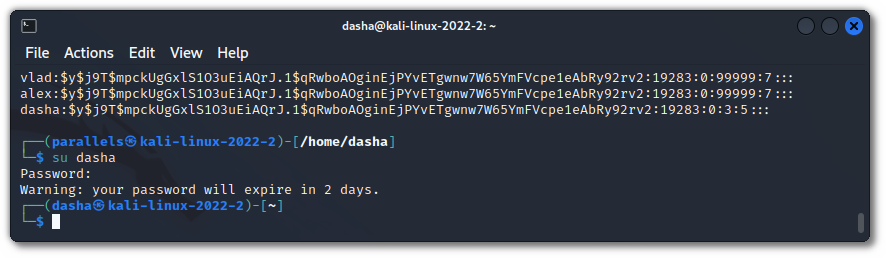 dasha@kali-linux-2022-2: ~
File Actions Edit View Help
vlad:$y$j9T$mpckUgGxlS1O3uEiAQrJ.1$qRwboAOginEjPYvETgwnw7W65YmFVcpe1eAbRy92rv2:19283:0:99999:7:::
alex:$y$j9T$mpckUgGxlS1O3uEiAQrJ.1$qRwboAOginEjPYvETgwnw7W65YmFVcpe1eAbRy92rv2:19283:0:99999:7:::
dasha:$y$j9T$mpckUgGxlS1O3uEiAQrJ.1$qRwboAOginEjPYvETgwnw7W65YmFVcpe1eAbRy92rv2:19283:0:3:5:::
┌──(parallels㉿kali-linux-2022-2)-[/home/dasha]
└─$ su dasha
Password:
Warning: your password will expire in 2 days.
┌──(dasha㉿kali-linux-2022-2)-[~]
└─$